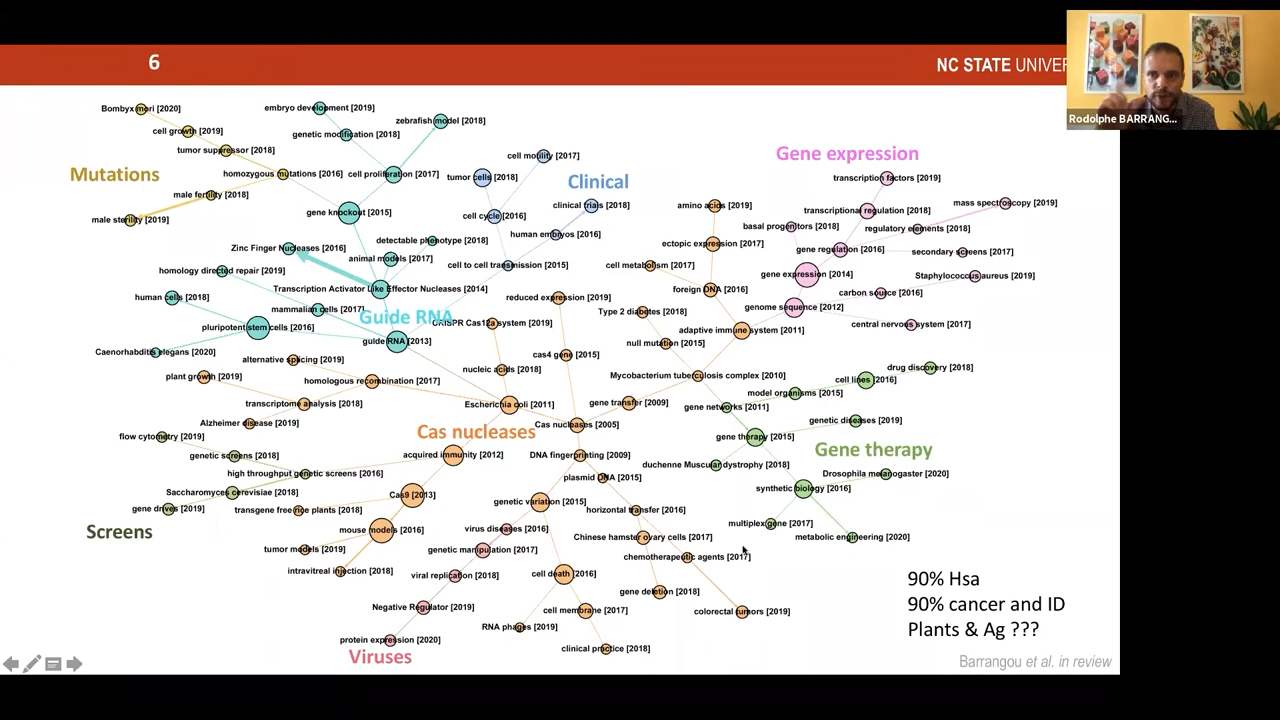 6
NC STATE UNIVER
Rodolphe BARRANG...
Bombyx mori [2020]
embryo development [2019]
zebrafish model [2018]
cell growth [2019]
genetic modification [2018]
tumor suppressor [2018]
cell motility [2017]
Gene expression
Mutations
homozygous mutations [2016]
cell proliferation [2017]
tumor cells [2018]
Clinical
transcription factors [2019]
male fertility [2018]
clinical trials [2018]
amino acids [2019]
mass spectroscopy [2019]
male sterility [2019]
gene knockout [2015]
cell cycle [2016]
transcriptional regulation [2018]
basal progenitors [2018]
regulatory elements [2018]
human embryos [2016]
Zinc Finger Nucleases [2016]
detectable phenotype [2018]
ectopic expression [2017]
gene regulation [2016]
secondary screens [2017]
animal models [2017]
cell to cell transmission [2015]
cell metabolism [2017]
homology directed repair [2019]
gene expression [2014]
Staphylococcus aureus [2019]
Transcription Activator Like Effector Nucleases [2014]
foreign DNA [2016]
carbon source [2016]
human cells [2018]
reduced expression [2019]
mammalian cells [2017]
Guide RNA
Type 2 diabetes [2018]
genome sequence [2012]
CRISPR Cas12a system [2019]
central nervous system [2017]
pluripotent stem cells [2016]
adaptive immune system [2011]
guide RNA [2013]
null mutation [2015]
Caenorhabditis elegans [2020]
cas4 gene [2015]
alternative splicing [2019]
drug discovery [2018]
nucleic acids [2018]
plant growth [2019]
homologous recombination [2017]
Mycobacterium tuberculosis complex [2010]
cell lines [2016]
model organisms [2015]
transcriptome analysis [2018]
Escherichia coli [2011]
gene transfer [2009]
gene networks [2011]
Alzheimer disease [2019]
Cas nucleases [2005]
genetic diseases [2019]
Cas nucleases
flow cytometry [2019]
gene therapy [2015]
Gene therapy
genetic screens [2018]
acquired immunity [2012]
DNA fingerprinting [2009]
duchenne Muscular dystrophy [2018]
high throughput genetic screens [2016]
plasmid DNA [2015]
Drosophila melanogaster [2020]
Saccharomyces cerevisiae [2018]
Cas9 [2013]
synthetic biology [2016]
gene drives [2019]
transgene free rice plants [2018]
genetic variation [2015]
horizontal transfer [2016]
Screens
mouse models [2016]
virus diseases [2016]
multiplex gene [2017]
Chinese hamster ovary cells [2017]
metabolic engineering [2020]
tumor models [2019]
genetic manipulation [2017]
chemotherapeutic agents [2017]
intravitreal injection [2018]
viral replication [2018]
cell death [2016]
90% Hsa
gene deletion [2018]
90% cancer and ID
Negative Regulator [2019]
cell membrane [2017]
colorectal tumors [2019]
Plants & Ag ???
RNA phages [2019]
protein expression [2020]
clinical practice [2018]
Viruses
Barrangou et al. in review